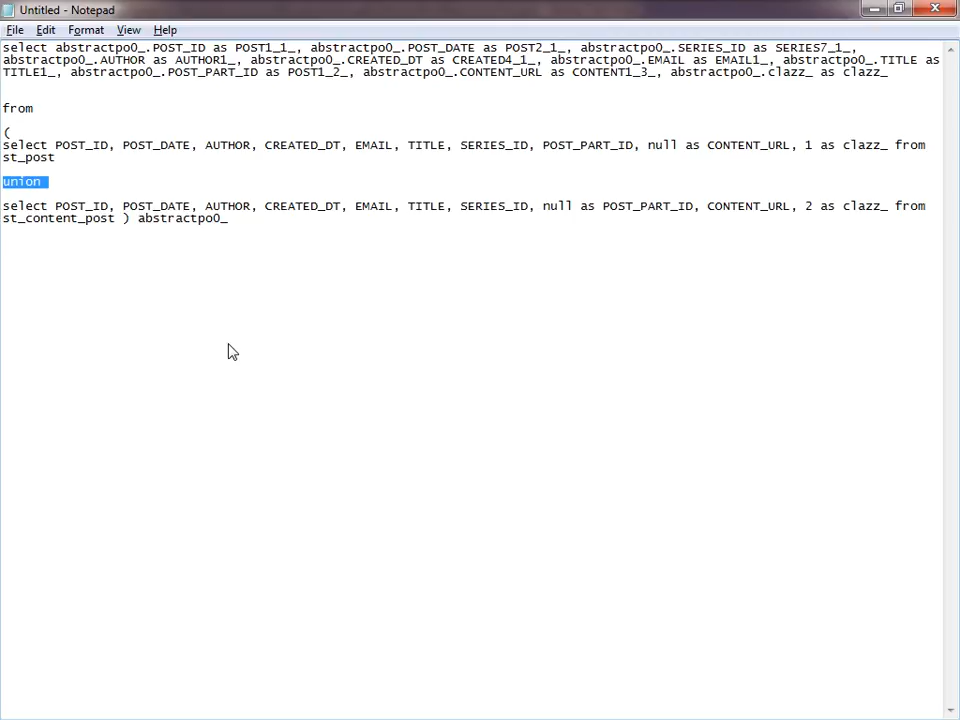 Untitled - Notepad
File Edit Format View Help
select abstractpo0_.POST_ID as POST1_1_, abstractpo0_.POST_DATE as POST2_1_, abstractpo0_.SERIES_ID as SERIES7_1_,
abstractpo0_.AUTHOR as AUTHOR1_, abstractpo0_.CREATED_DT as CREATED4_1_, abstractpo0_.EMAIL as EMAIL1_, abstractpo0_.TITLE as
TITLE1_, abstractpo0_.POST_PART_ID as POST1_2_, abstractpo0_.CONTENT_URL as CONTENT1_3_, abstractpo0_.clazz_ as clazz_
from
(
select POST_ID, POST_DATE, AUTHOR, CREATED_DT, EMAIL, TITLE, SERIES_ID, POST_PART_ID, null as CONTENT_URL, 1 as clazz_ from
st_post
union
select POST_ID, POST_DATE, AUTHOR, CREATED_DT, EMAIL, TITLE, SERIES_ID, null as POST_PART_ID, CONTENT_URL, 2 as clazz_ from
st_content_post ) abstractpo0_